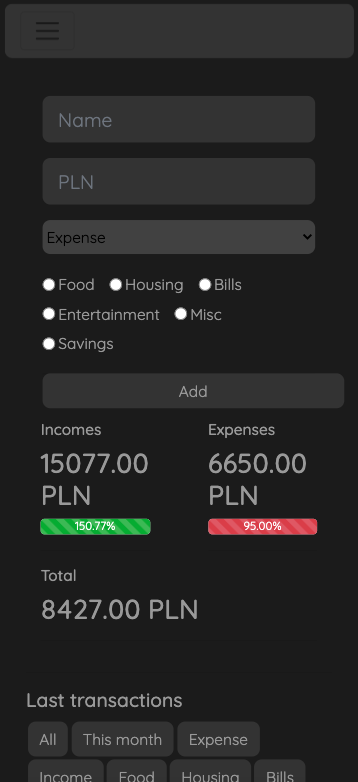 Name
PLN
Expense
Food Housing Bills
Entertainment Misc
Savings
Add
Incomes Expenses
15077.00 6650.00
PLN PLN
150.77% 95.00%
Total
8427.00 PLN
Last transactions
All This month Expense
Income Food Housing Bills